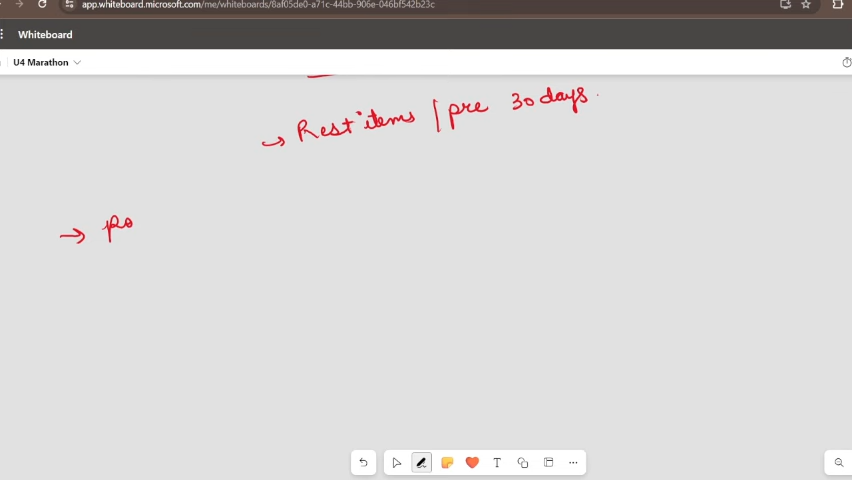 app.whiteboard.microsoft.com/me/whiteboards/8af05de0-a71c-44bb-906e-046bf542b23c
Whiteboard
U4 Marathon
→ Rest items | pre 30 days.
→ po
T